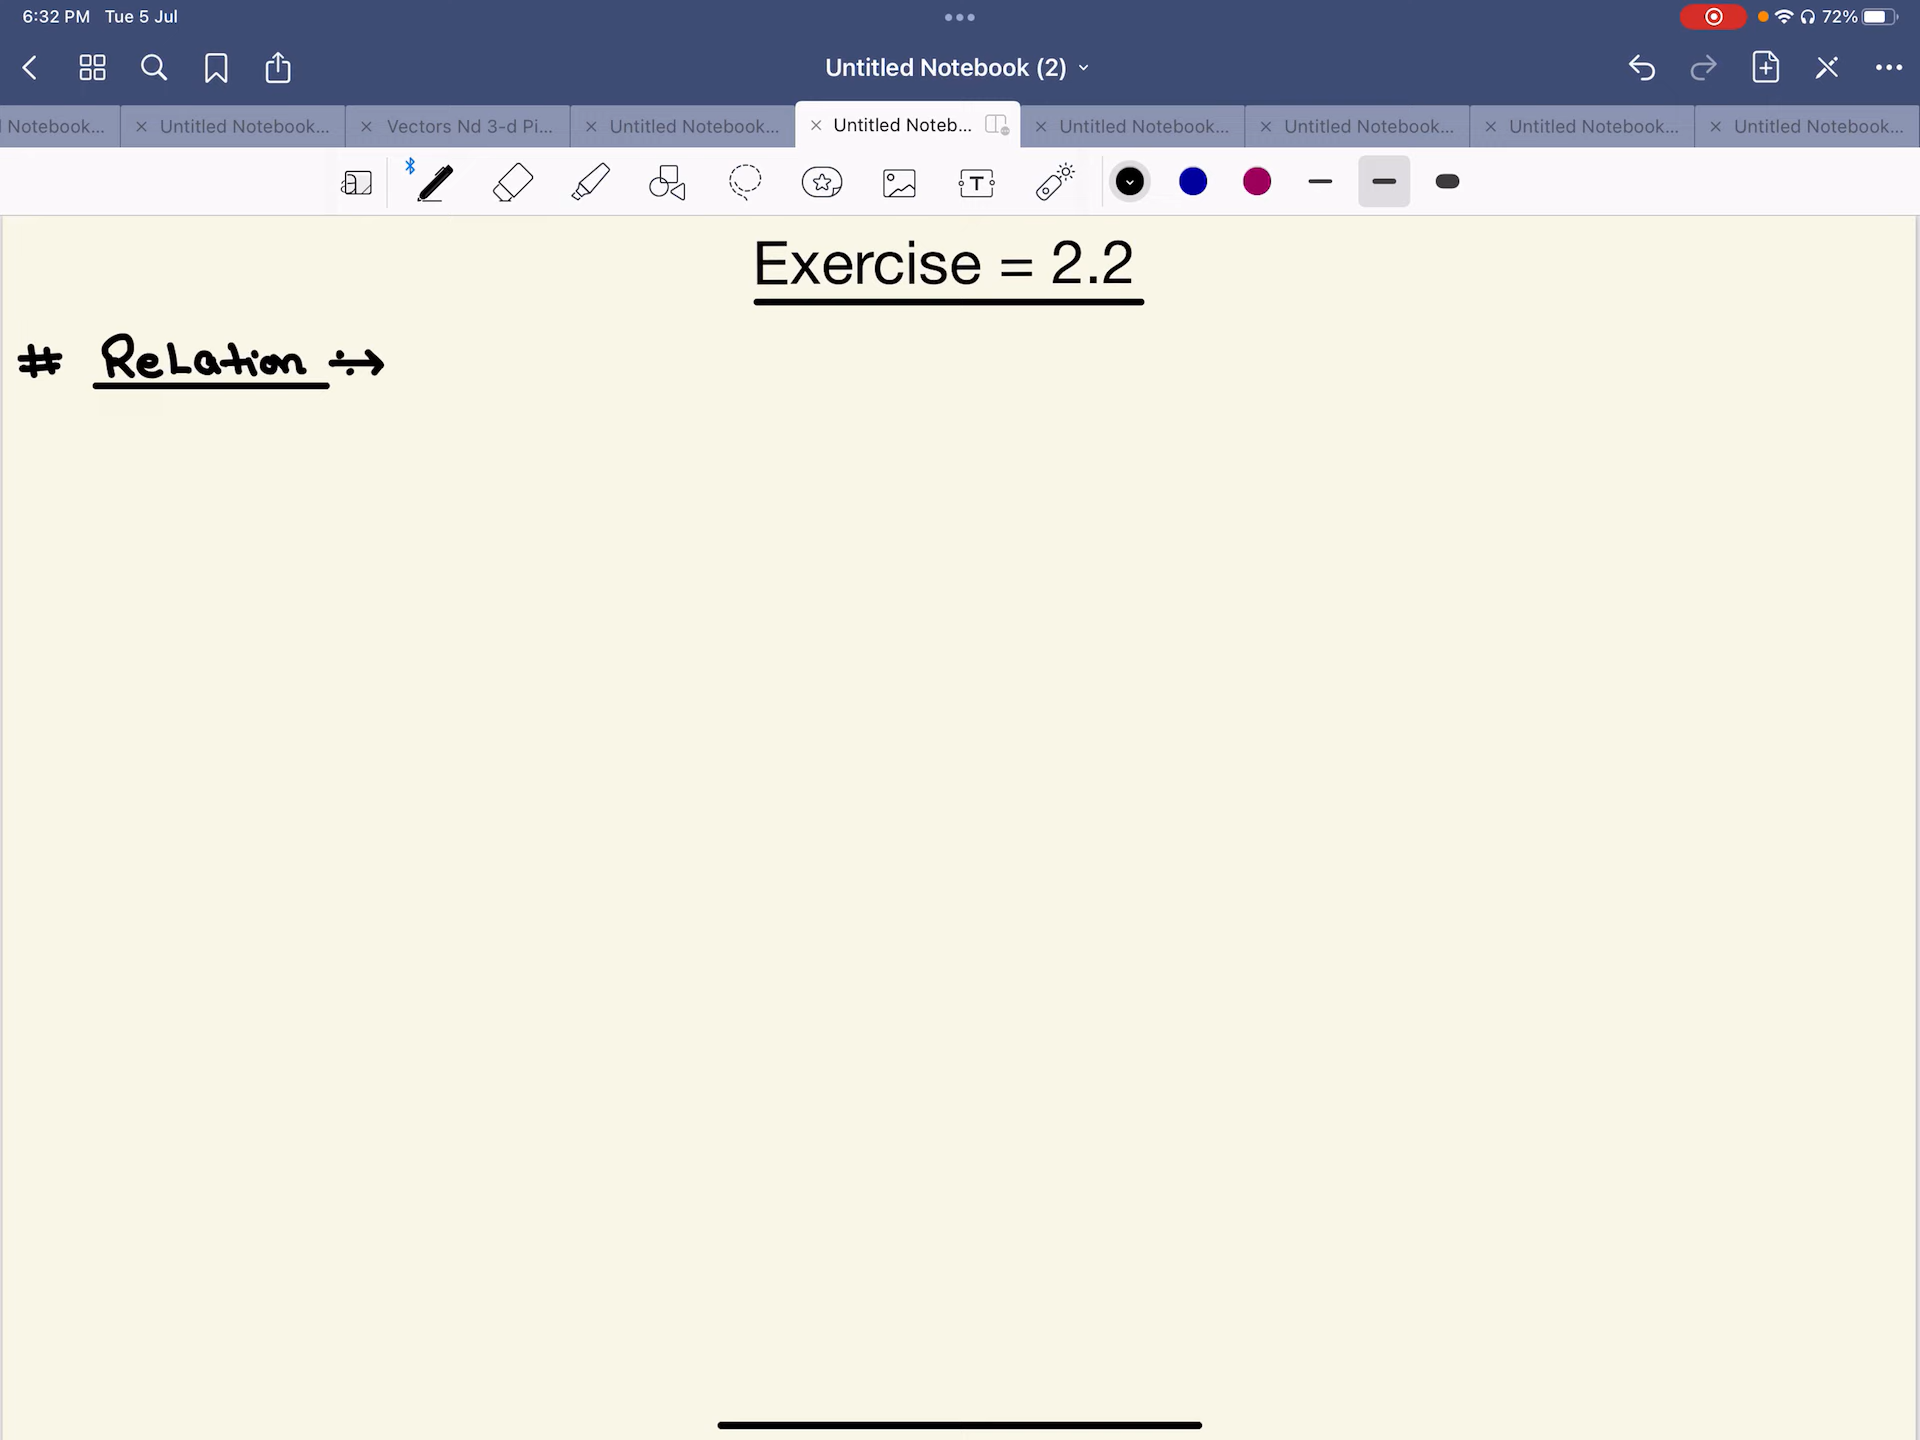 6:32 PM Tue 5 Jul
72%
Untitled Notebook (2)
Notebook...
Untitled Notebook...
Vectors Nd 3-d Pi...
Untitled Notebook...
Untitled Noteb...
Untitled Notebook...
Untitled Notebook...
Untitled Notebook...
Untitled Notebook...
Exercise = 2.2
# ReLation ÷→